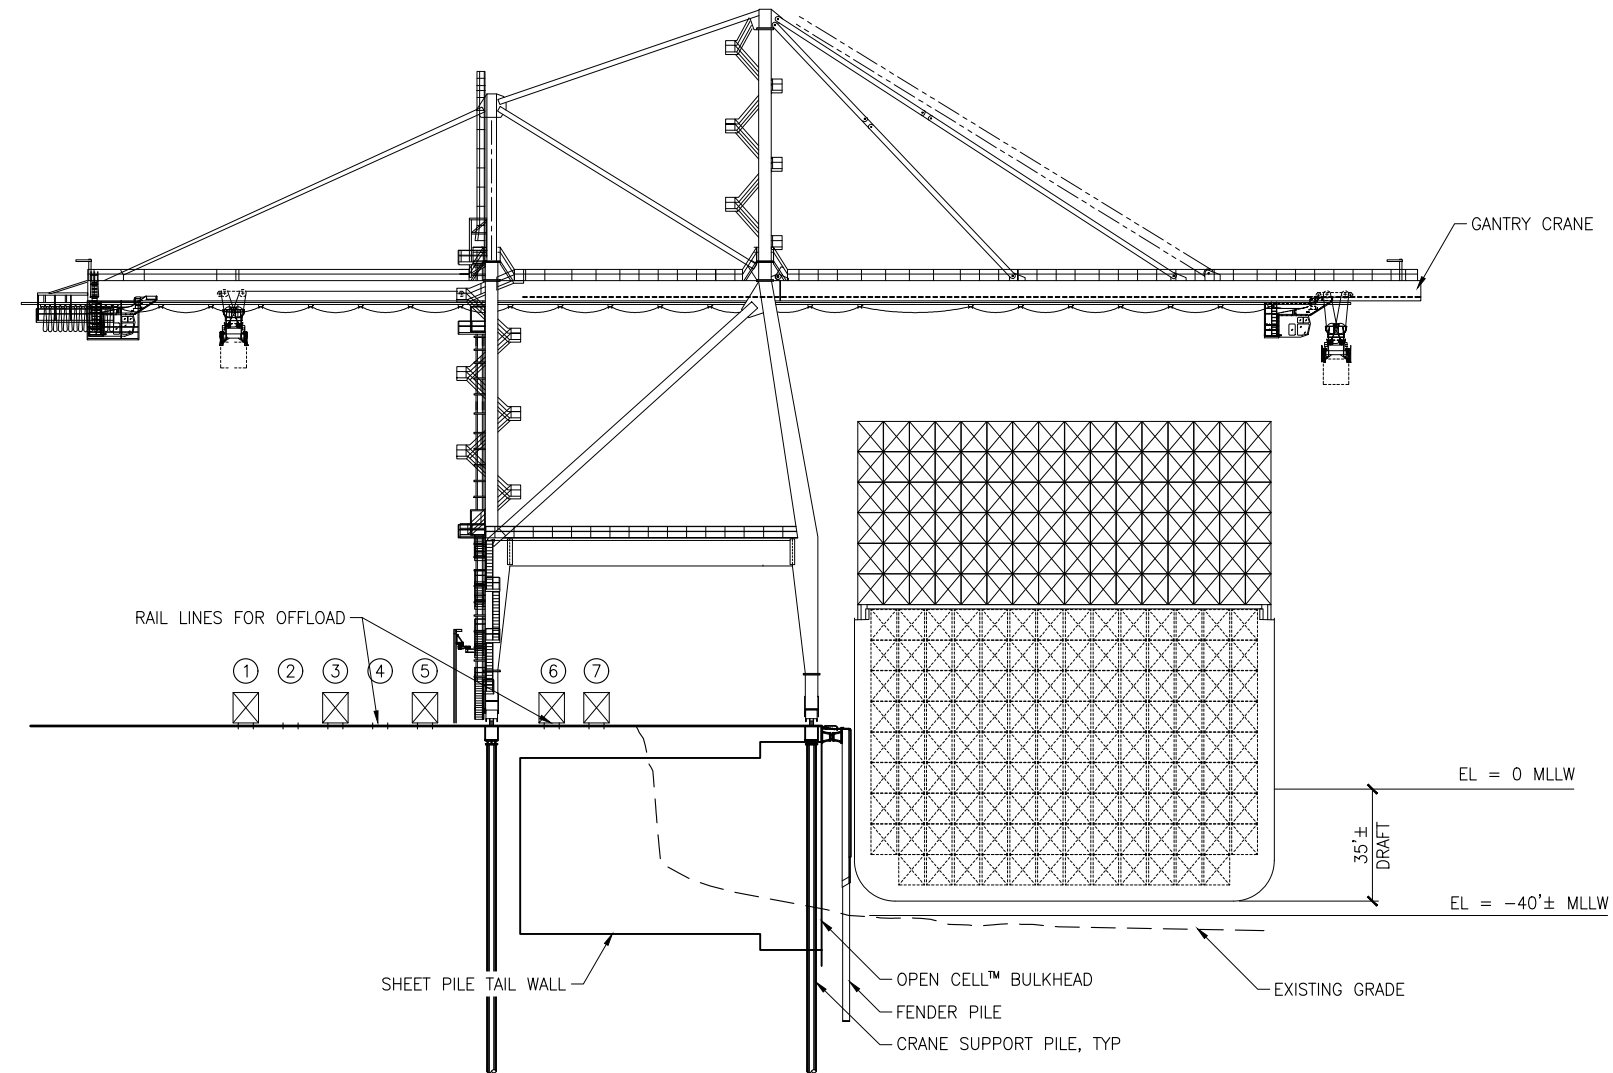 GANTRY CRANE
RAIL LINES FOR OFFLOAD
1 2 3 4 5 6 7
EL = 0 MLLW
35'±
DRAFT
EL = -40'± MLLW
SHEET PILE TAIL WALL
OPEN CELL™ BULKHEAD
EXISTING GRADE
FENDER PILE
CRANE SUPPORT PILE, TYP